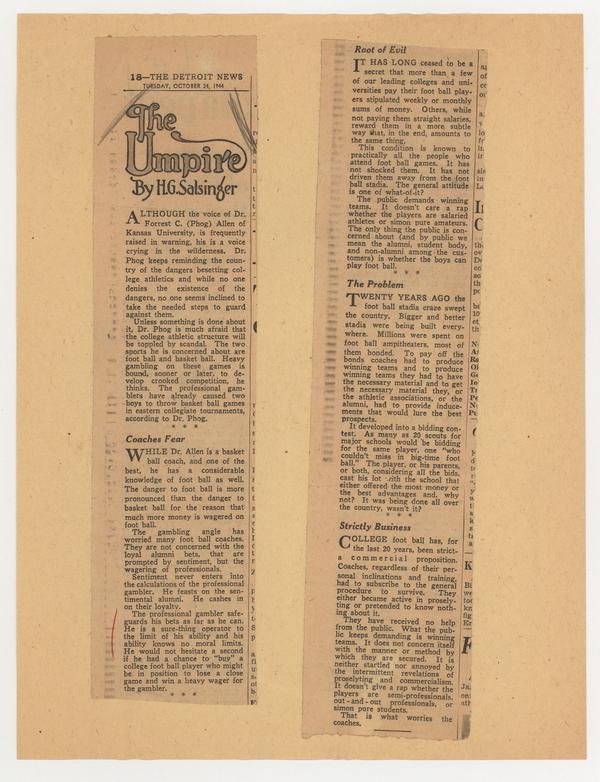 18—THE DETROIT NEWS
TUESDAY, OCTOBER 24, 1944
The
Umpire
By H.G. Salsinger
ALTHOUGH the voice of Dr.
Forrest C. (Phog) Allen of
Kansas University, is frequently
raised in warning, his is a voice
crying in the wilderness. Dr.
Phog keeps reminding the coun-
try of the dangers besetting col-
lege athletics and while no one
denies the existence of the
dangers, no one seems inclined to
take the needed steps to guard
against them.
Unless something is done about
it, Dr. Phog is much afraid that
the college athletic structure will
be toppled by scandal. The two
sports he is concerned about are
foot ball and basket ball. Heavy
gambling on these games is
bound, sooner or later, to de-
velop crooked competition, he
thinks. The professional gam-
blers have already caused two
boys to throw basket ball games
in eastern collegiate tournaments,
according to Dr. Phog.
* * *
Coaches Fear
WHILE Dr. Allen is a basket
ball coach, and one of the
best, he has a considerable
knowledge of foot ball as well.
The danger to foot ball is more
pronounced than the danger to
basket ball for the reason that
much more money is wagered on
foot ball.
The gambling angle has
worried many foot ball coaches.
They are not concerned with the
loyal alumni bets, that are
prompted by sentiment, but the
wagering of professionals.
Sentiment never enters into
the calculations of the professional
gambler. He feasts on the sen-
timental alumni. He cashes in
on their loyalty.
The professional gambler safe-
guards his bets as far as he can.
He is a sure-thing operator to
the limit of his ability and his
ability knows no moral limits.
He would not hesitate a second
if he had a chance to "buy" a
college foot ball player who might
be in position to lose a close
game and win a heavy wager for
the gambler.
* * *
Root of Evil
IT HAS LONG ceased to be a
secret that more than a few
of our leading colleges and uni-
versities pay their foot ball play-
ers stipulated weekly or monthly
sums of money. Others, while
not paying them straight salaries,
reward them in a more subtle
way that, in the end, amounts to
the same thing.
This condition is known to
practically all the people who
attend foot ball games. It has
not shocked them. It has not
driven them away from the foot
ball stadia. The general attitude
is one of what-of-it?
The public demands winning
teams. It doesn't care a rap
whether the players are salaried
athletes or simon pure amateurs.
The only thing the public is con-
cerned about (and by public we
mean the alumni, student body,
and non-alumni among the cus-
tomers) is whether the boys can
play foot ball.
* * *
The Problem
TWENTY YEARS AGO the
foot ball stadia craze swept
the country. Bigger and better
stadia were being built every-
where. Millions were spent on
foot ball ampitheaters, most of
them bonded. To pay off the
bonds coaches had to produce
winning teams and to produce
winning teams they had to have
the necessary material and to get
the necessary material they, or
the athletic associations, or the
alumni, had to provide induce-
ments that would lure the best
prospects.
It developed into a bidding con-
test. As many as 20 scouts for
major schools would be bidding
for the same player, one "who
couldn't miss in big-time foot
ball." The player, or his parents,
or both, considering all the bids,
cast his lot with the school that
either offered the most money or
the best advantages and, why
not? It was being done all over
the country, wasn't it?
* * *
Strictly Business
COLLEGE foot ball has, for
the last 20 years, been strict-
a commercial proposition.
Coaches, regardless of their per-
sonal inclinations and training,
had to subscribe to the general
procedure to survive. They
either became active in prosely-
ting or pretended to know noth-
ing about it.
They have received no help
from the public. What the pub-
lic keeps demanding is winning
teams. It does not concern itself
with the manner or method by
which they are secured. It is
neither startled nor annoyed by
the intermittent revelations of
proselyting and commercialism.
It doesn't give a rap whether the
players are semi-professionals,
out-and-out professionals, or
simon pure students.
That is what worries the
coaches.